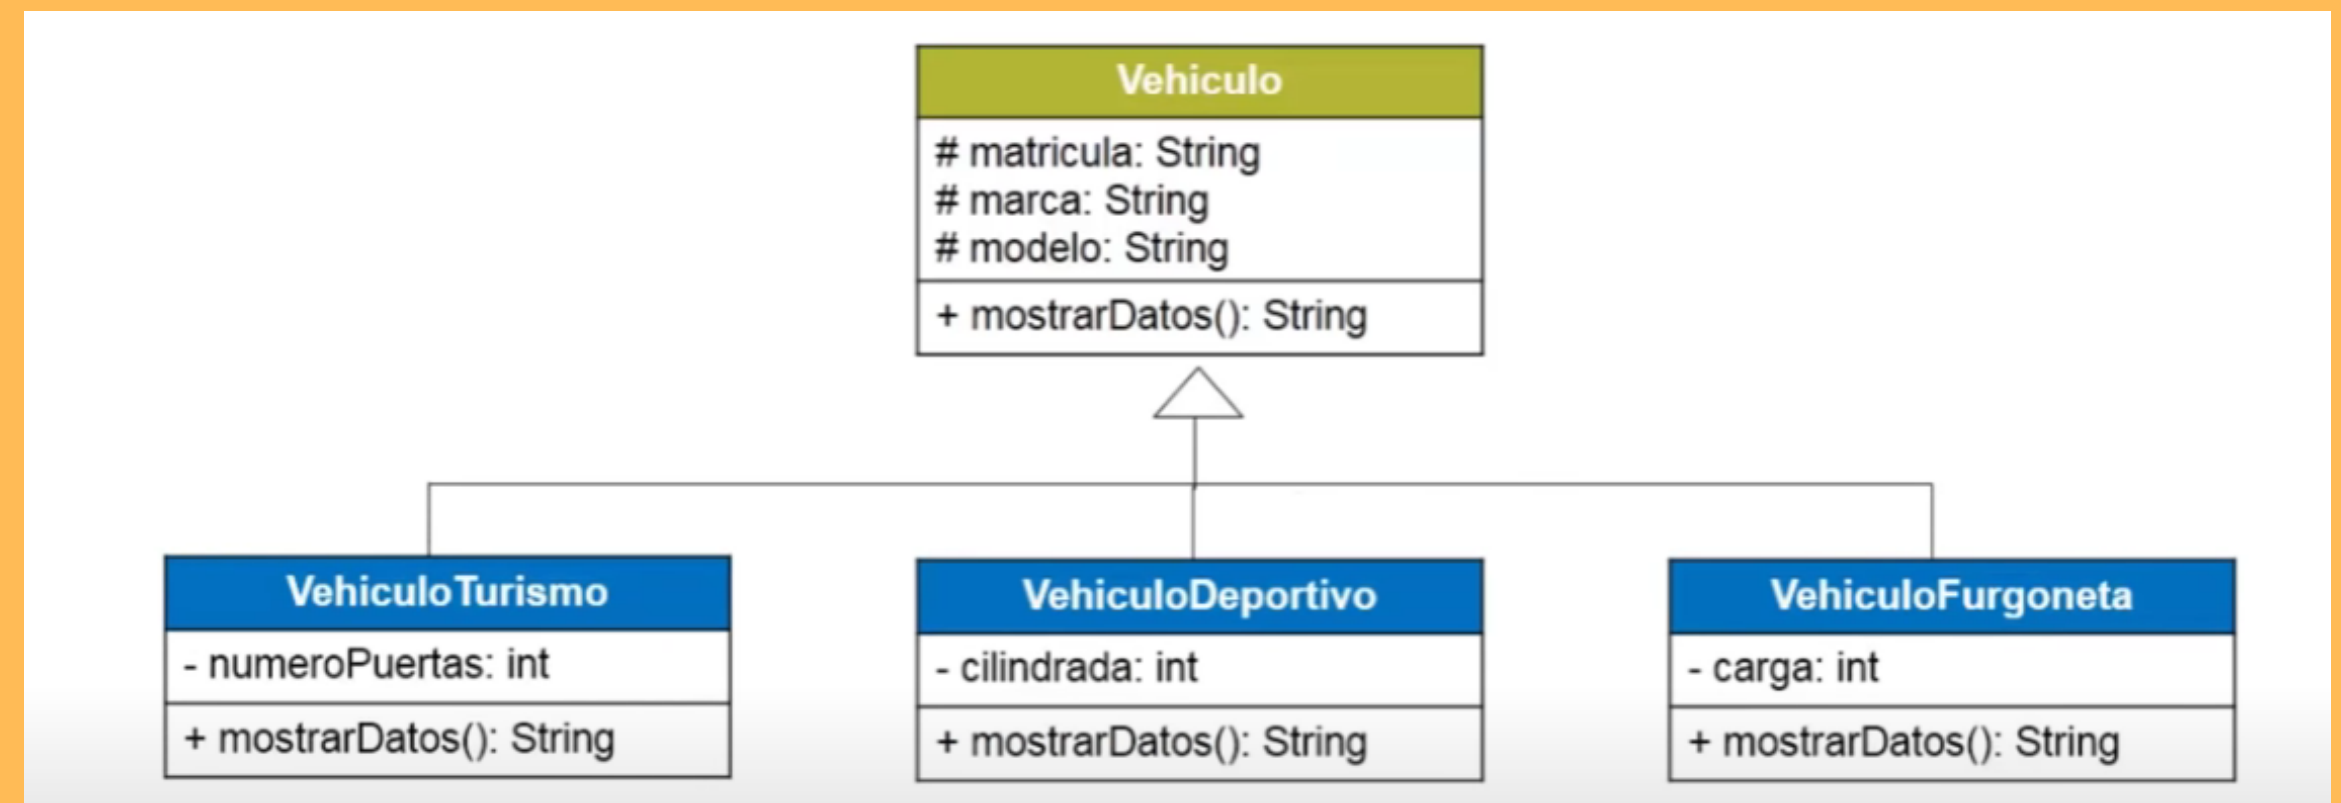 Vehiculo
# matricula: String
# marca: String
# modelo: String
+ mostrarDatos(): String
VehiculoTurismo
- numeroPuertas: int
+ mostrarDatos(): String
VehiculoDeportivo
- cilindrada: int
+ mostrarDatos(): String
VehiculoFurgoneta
- carga: int
+ mostrarDatos(): String